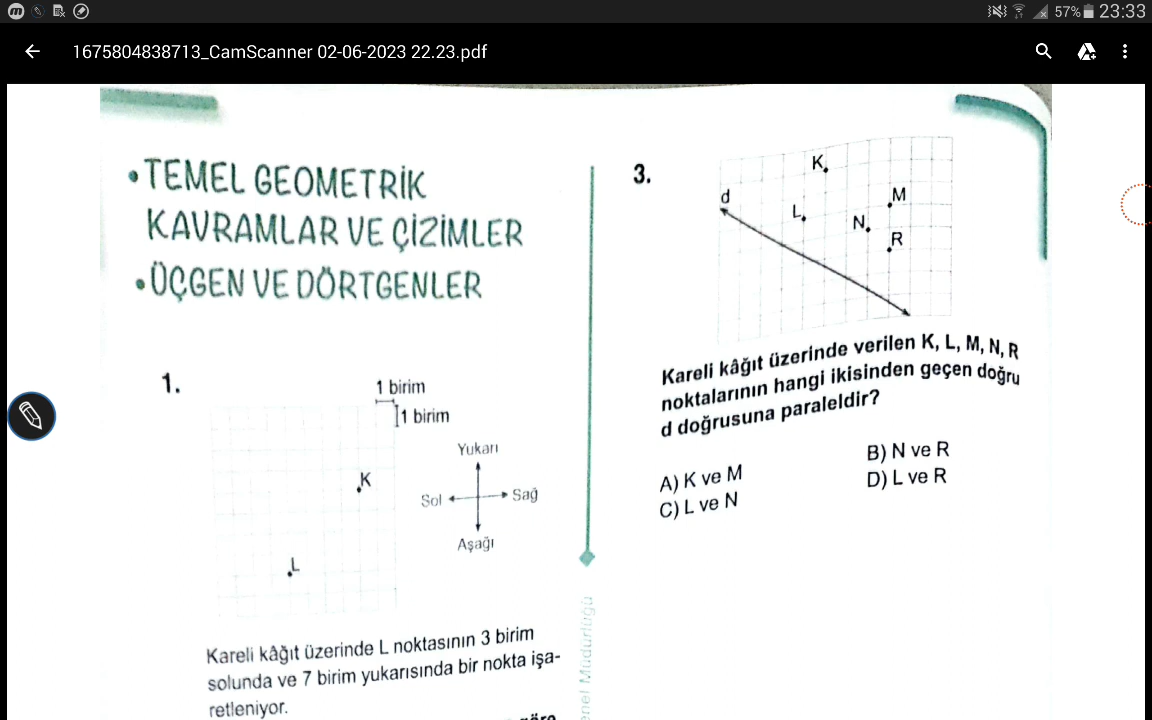 57% 23:33
1675804838713_CamScanner 02-06-2023 22.23.pdf
•TEMEL GEOMETRİK
KAVRAMLAR VE ÇİZİMLER
•ÜÇGEN VE DÖRTGENLER
1.
1 birim
1 birim
K
L
Yukarı
Sol
Sağ
Aşağı
Kareli kâğıt üzerinde L noktasının 3 birim
solunda ve 7 birim yukarısında bir nokta işa-
retleniyor.
3.
K
d
M
L
N
R
Kareli kâğıt üzerinde verilen K, L, M, N, R
noktalarının hangi ikisinden geçen doğru
d doğrusuna paraleldir?
A) K ve M
B) N ve R
C) L ve N
D) L ve R